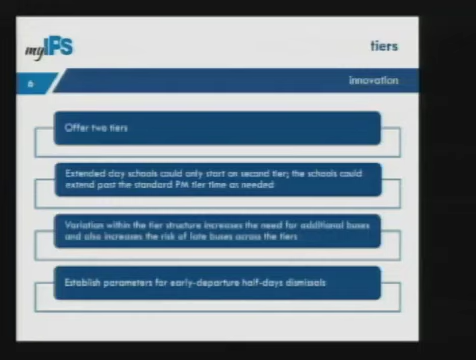 myIPS
tiers
6
innovation
Offer two tiers
Extended day schools could only start on second tier; the schools could
extend past the standard PM tier time as needed
Variation within the tier structure increases the need for additional buses
and also increases the risk of late buses across the tiers
Establish parameters for early-departure half-days dismissals